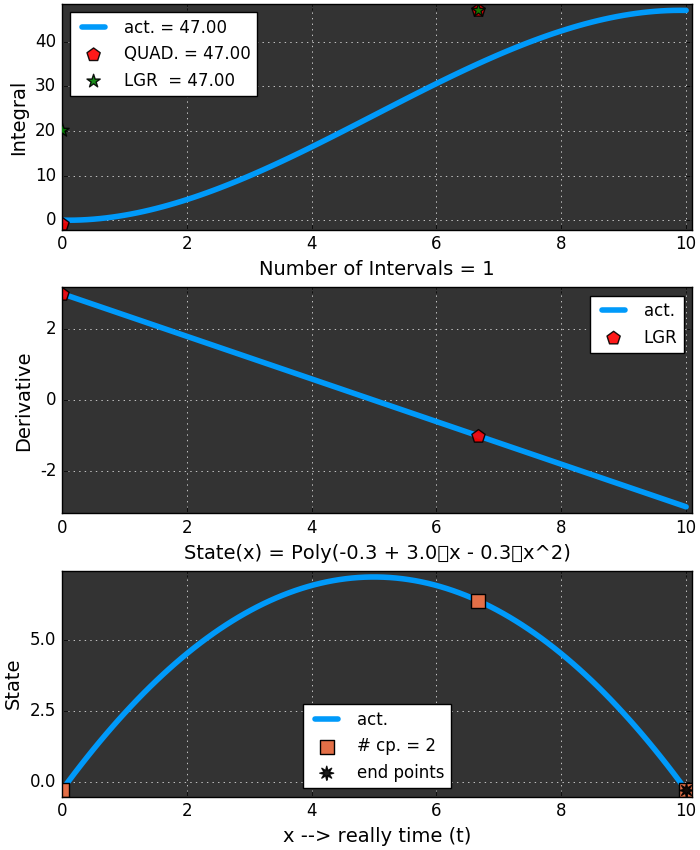 act. = 47.00
QUAD. = 47.00
LGR = 47.00
Integral
40
30
20
10
0
0 2 4 6 8 10
Number of Intervals = 1
act.
LGR
Derivative
2
0
-2
0 2 4 6 8 10
State(x) = Poly(-0.3 + 3.0▯x - 0.3▯x^2)
State
5.0
2.5
0.0
act.
# cp. = 2
end points
0 2 4 6 8 10
x --> really time (t)